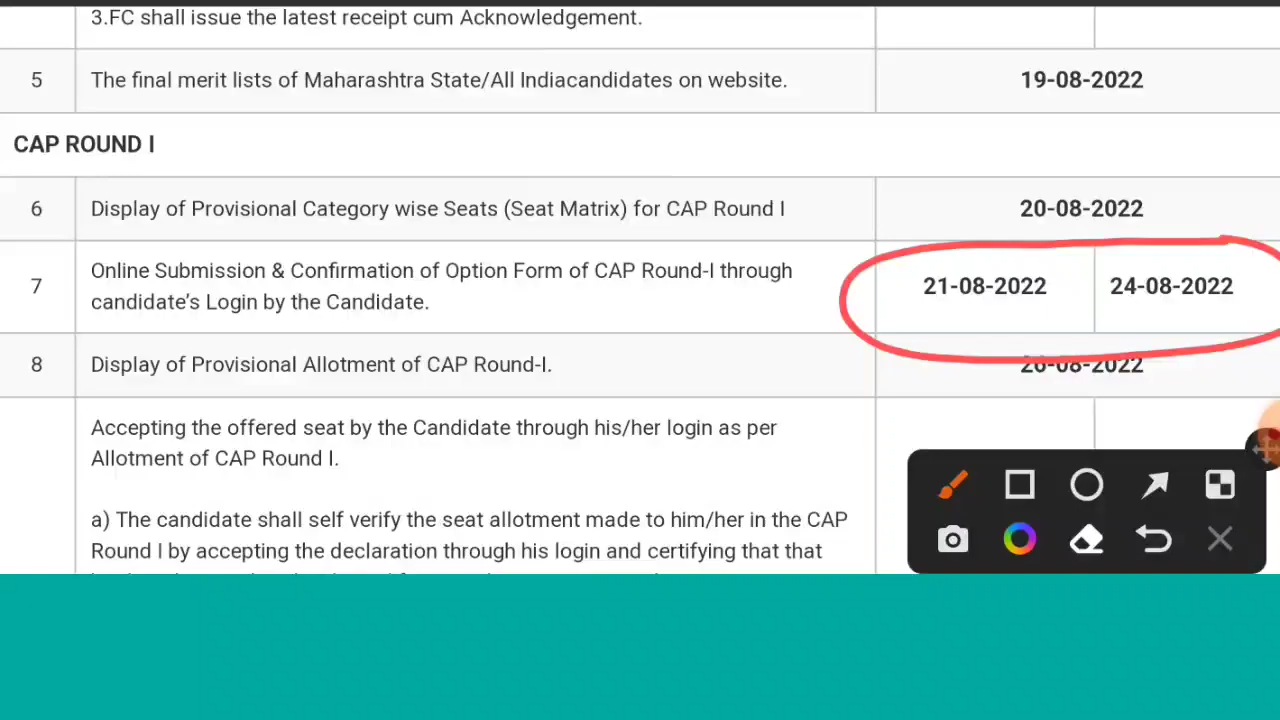 3.FC shall issue the latest receipt cum Acknowledgement.
5 The final merit lists of Maharashtra State/All Indiacandidates on website. 19-08-2022
CAP ROUND I
6 Display of Provisional Category wise Seats (Seat Matrix) for CAP Round I 20-08-2022
7 Online Submission & Confirmation of Option Form of CAP Round-I through
candidate's Login by the Candidate. 21-08-2022 24-08-2022
8 Display of Provisional Allotment of CAP Round-I. 26-08-2022
Accepting the offered seat by the Candidate through his/her login as per
Allotment of CAP Round I.
a) The candidate shall self verify the seat allotment made to him/her in the CAP
Round I by accepting the declaration through his login and certifying that that